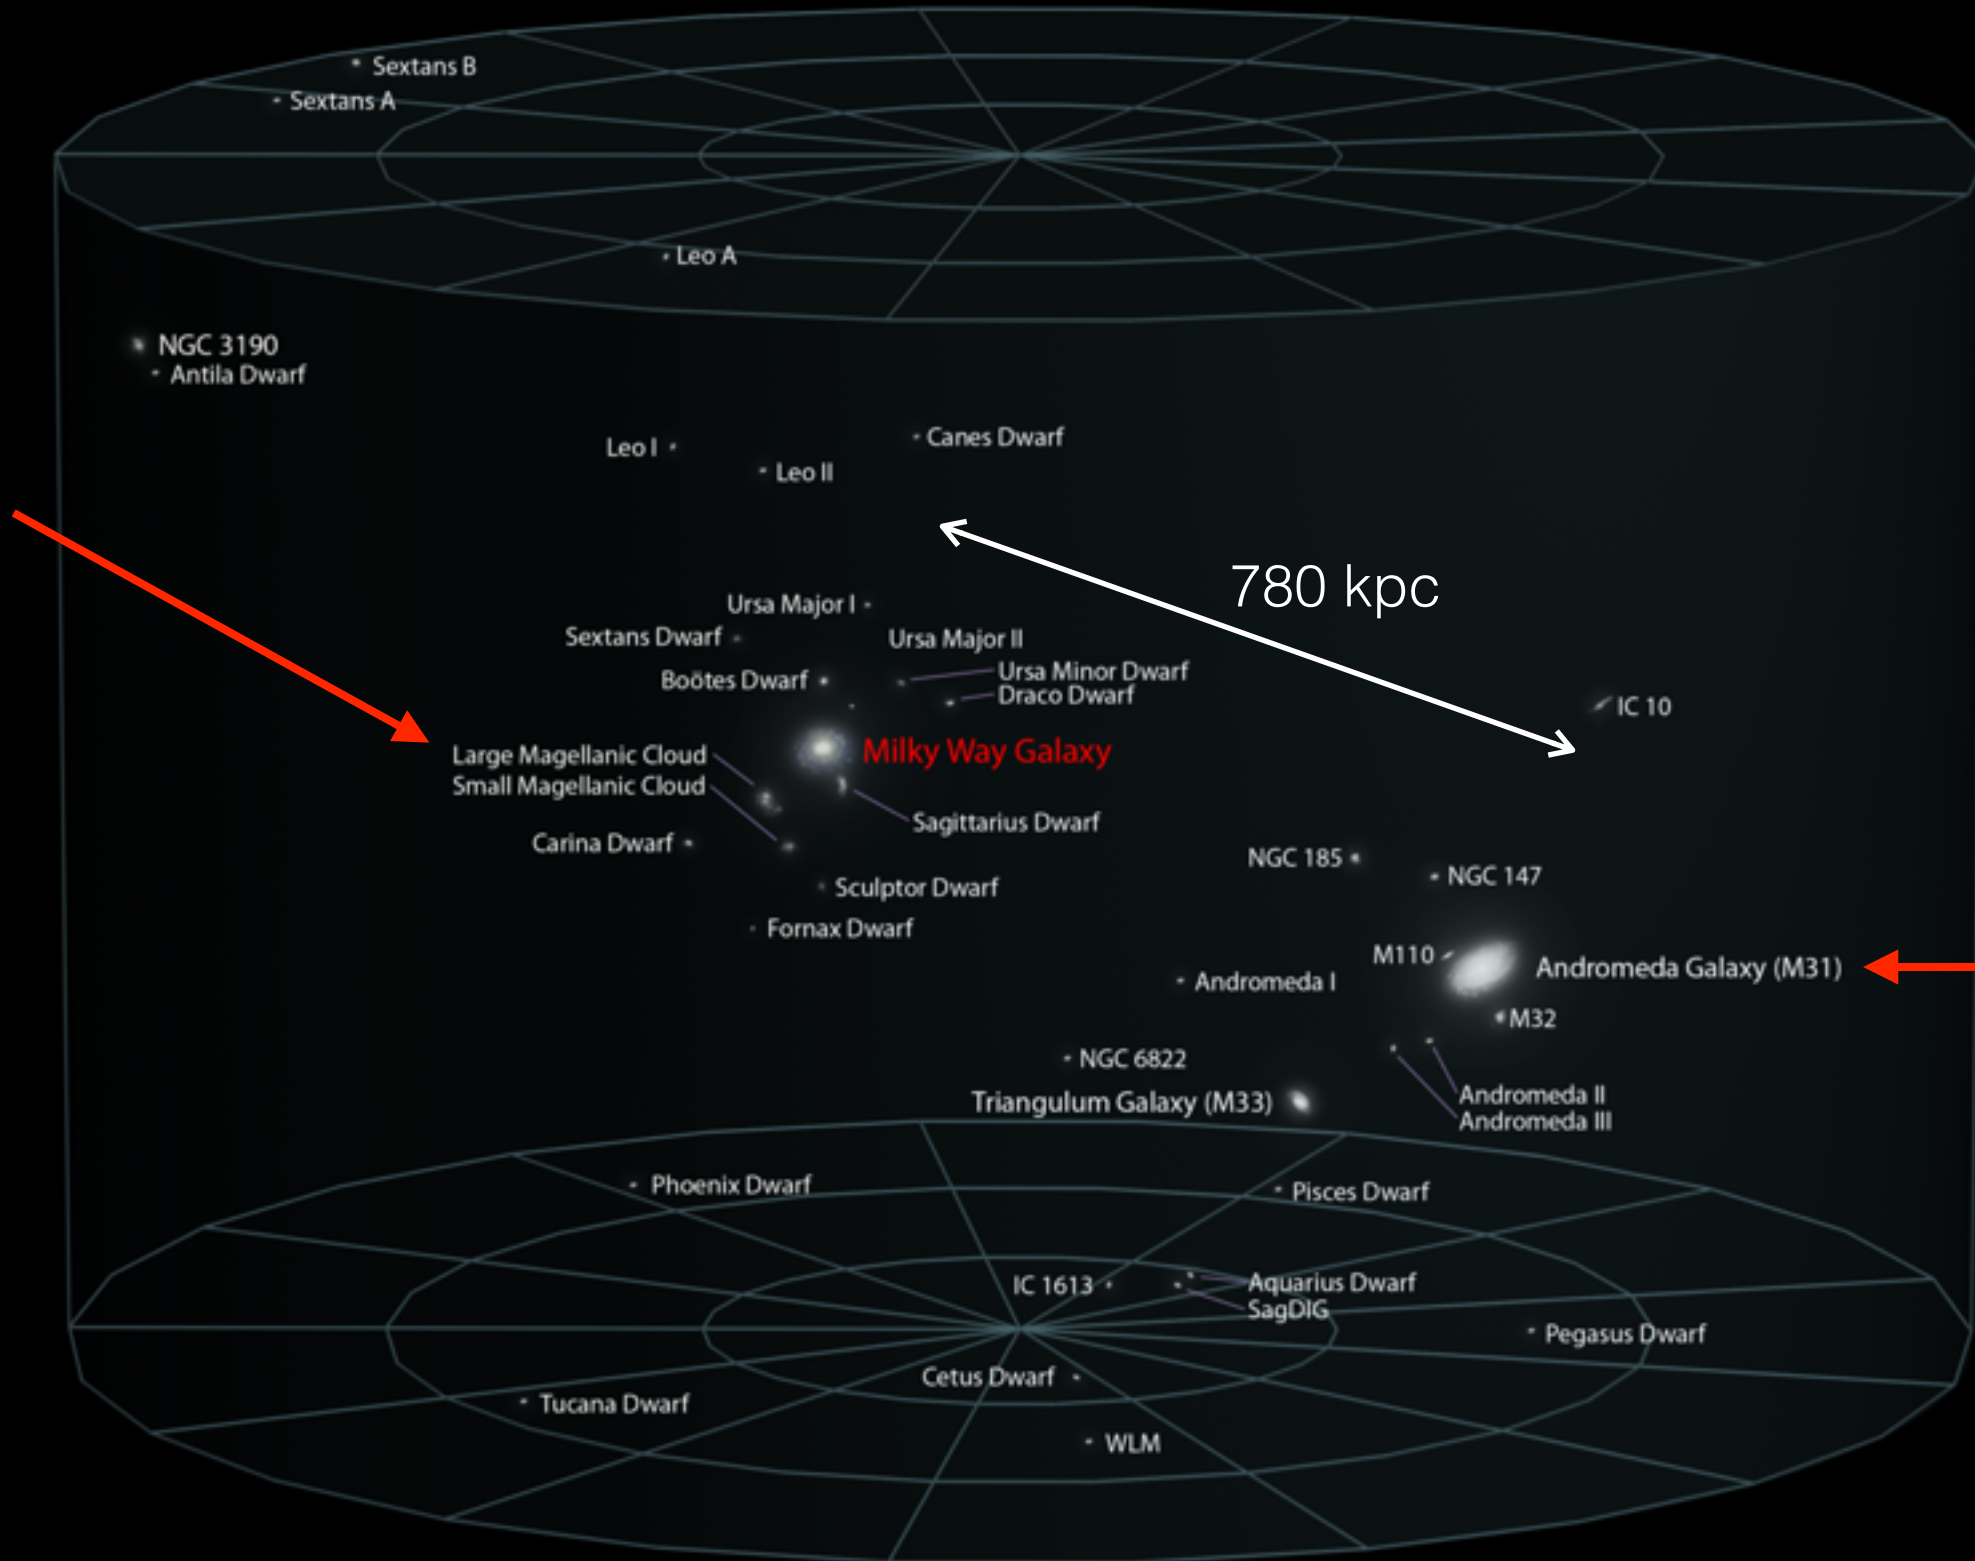 Sextans B
Sextans A
Leo A
NGC 3190
Antila Dwarf
Canes Dwarf
Leo I
Leo II
780 kpc
Ursa Major I
Sextans Dwarf
Ursa Major II
Ursa Minor Dwarf
Boötes Dwarf
Draco Dwarf
IC 10
Milky Way Galaxy
Large Magellanic Cloud
Small Magellanic Cloud
Sagittarius Dwarf
Carina Dwarf
NGC 185
NGC 147
Sculptor Dwarf
Fornax Dwarf
M110
Andromeda Galaxy (M31)
Andromeda I
M32
NGC 6822
Andromeda II
Triangulum Galaxy (M33)
Andromeda III
Phoenix Dwarf
Pisces Dwarf
IC 1613
Aquarius Dwarf
SagDIG
Pegasus Dwarf
Cetus Dwarf
Tucana Dwarf
WLM